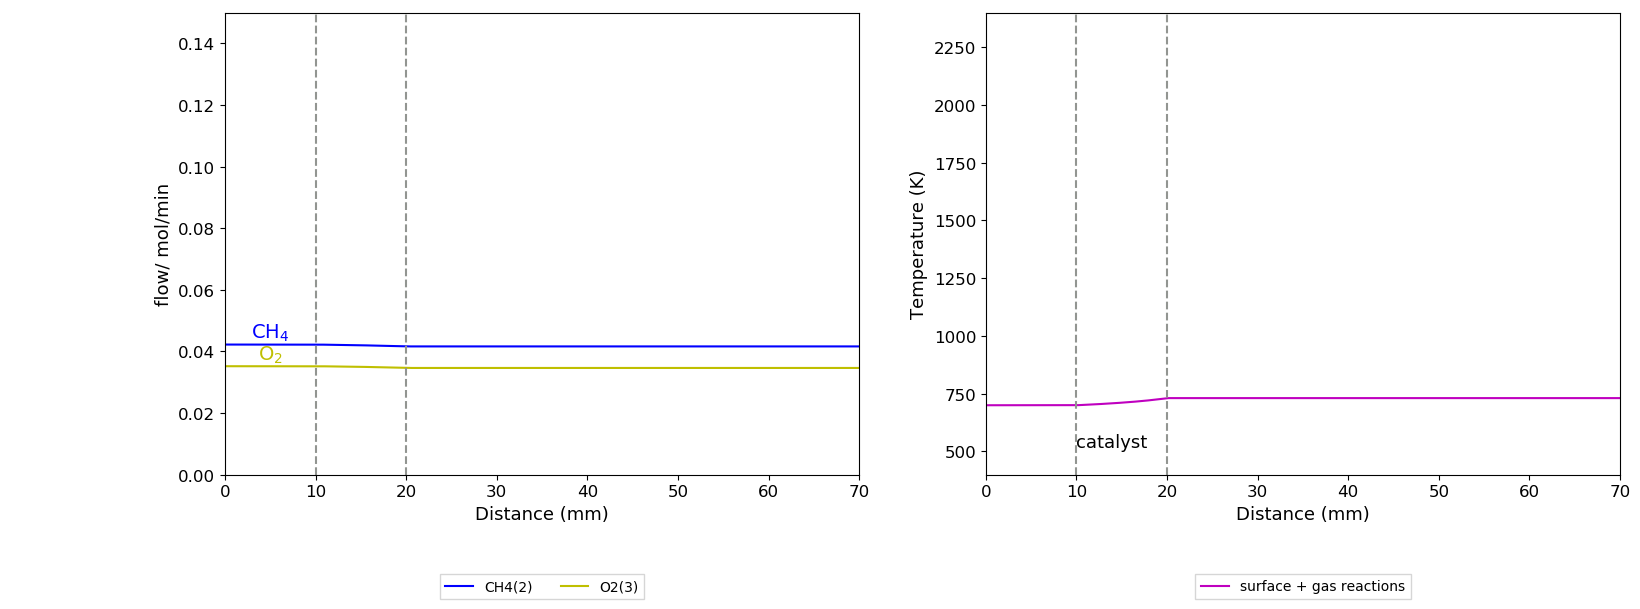 0.14
0.12
0.10
0.08
0.06
0.04
0.02
0.00
flow/ mol/min
CH₄
O₂
0 10 20 30 40 50 60 70
Distance (mm)
CH4(2) O2(3)
2250
2000
1750
1500
1250
1000
750
500
Temperature (K)
catalyst
0 10 20 30 40 50 60 70
Distance (mm)
surface + gas reactions